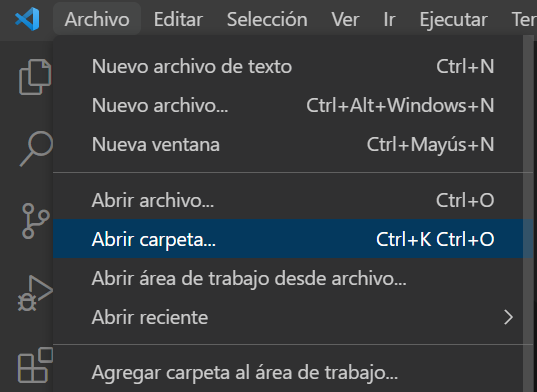 Archivo Editar Selección Ver Ir Ejecutar Ter
Nuevo archivo de texto Ctrl+N
Nuevo archivo... Ctrl+Alt+Windows+N
Nueva ventana Ctrl+Mayús+N
Abrir archivo... Ctrl+O
Abrir carpeta... Ctrl+K Ctrl+O
Abrir área de trabajo desde archivo...
Abrir reciente
Agregar carpeta al área de trabajo...